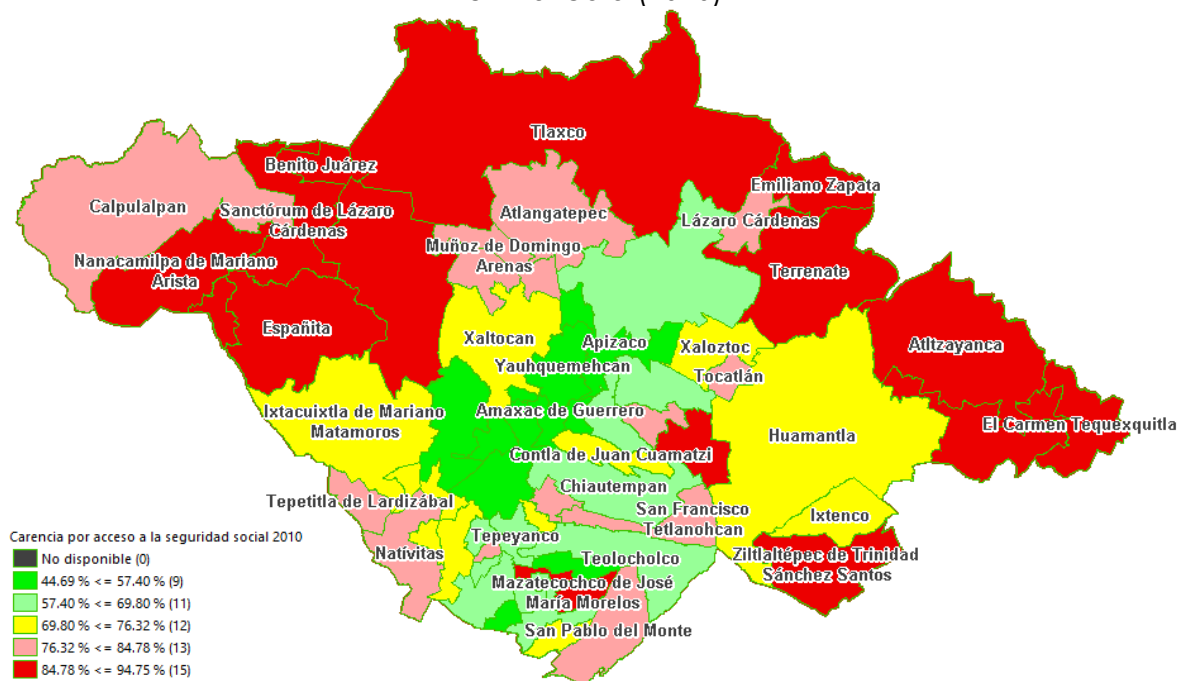 Tlaxco
Benito Juárez
Emiliano Zapata
Calpulalpan
Sanctórum de Lázaro
Cárdenas
Atlangatepec
Lázaro Cárdenas
Muñoz de Domingo
Arenas
Nanacamilpa de Mariano
Arista
Terrenate
Españita
Xaltocan
Apizaco
Xaloztoc
Atltzayanca
Yauhquemehcan
Tocatlán
Ixtacuixtla de Mariano
Matamoros
Amaxac de Guerrero
El Carmen Tequexquitla
Huamantla
Contla de Juan Cuamatzi
Chiautempan
Tepetitla de Lardizábal
San Francisco
Tetlanohcan
Ixtenco
Tepeyanco
Natívitas
Teolocholco
Ziltlaltépec de Trinidad
Sánchez Santos
Mazatecochco de José
María Morelos
San Pablo del Monte
Carencia por acceso a la seguridad social 2010
No disponible (0)
44.69 % <= 57.40 % (9)
57.40 % <= 69.80 % (11)
69.80 % <= 76.32 % (12)
76.32 % <= 84.78 % (13)
84.78 % <= 94.75 % (15)